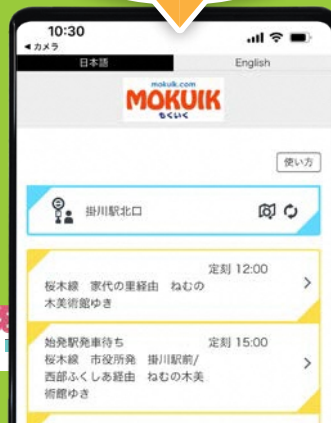 10:30
◀ カメラ
日本語 English
mokuik.com
MOKUIK
もくいく
使い方
掛川駅北口
定刻 12:00
桜木線 家代の里経由 ねむの
木美術館ゆき
始発駅発車待ち 定刻 15:00
桜木線 市役所発 掛川駅前/
西部ふくしあ経由 ねむの木美
術館ゆき